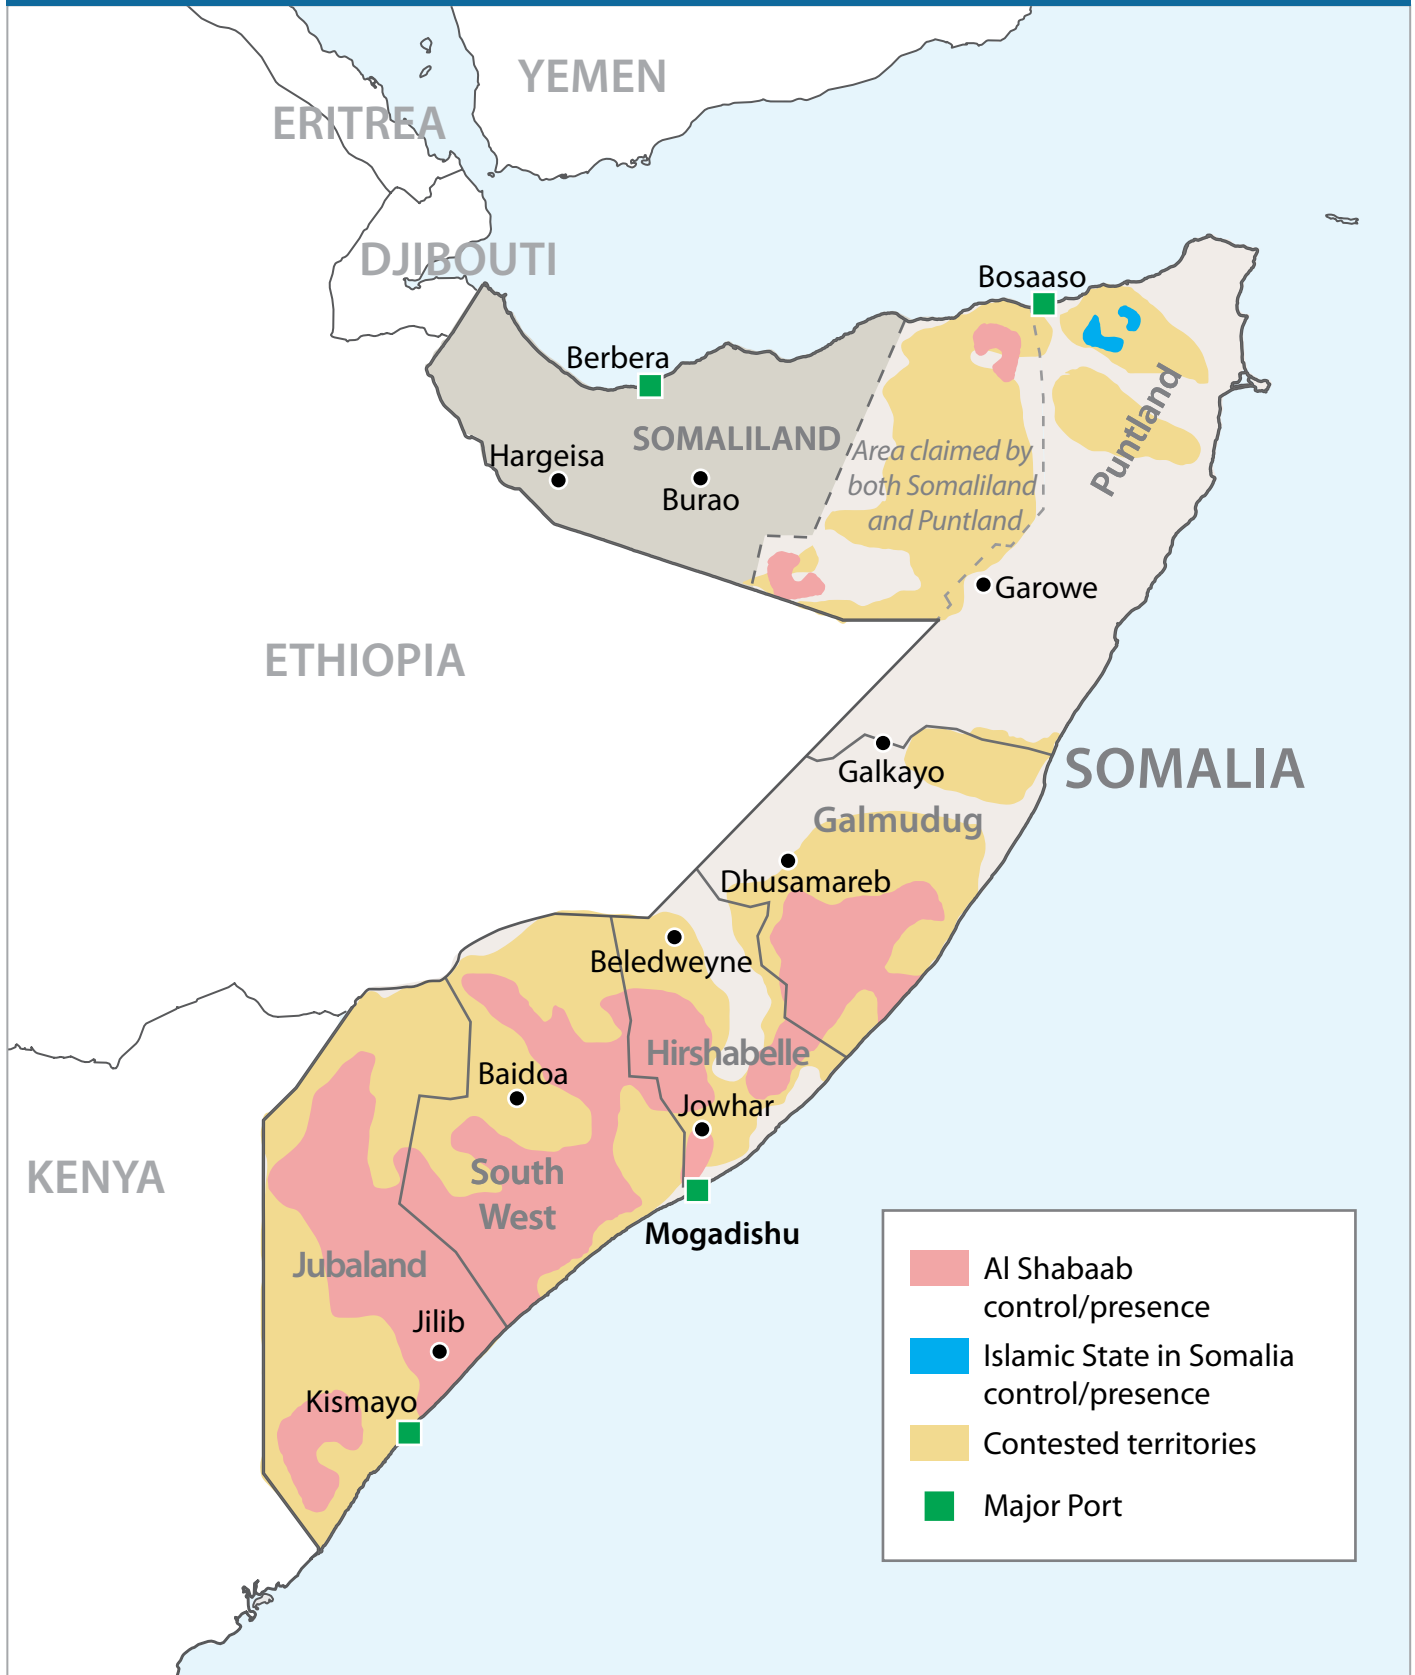 YEMEN
ERITREA
DJIBOUTI
Bosaaso
Berbera
SOMALILAND
Puntland
Hargeisa
Burao
Area claimed by
both Somaliland
and Puntland
Garowe
ETHIOPIA
SOMALIA
Galkayo
Galmudug
Dhusamareb
Beledweyne
Hirshabelle
Baidoa
Jowhar
KENYA
South
West
Mogadishu
Jubaland
Jilib
Kismayo
Al Shabaab
control/presence
Islamic State in Somalia
control/presence
Contested territories
Major Port